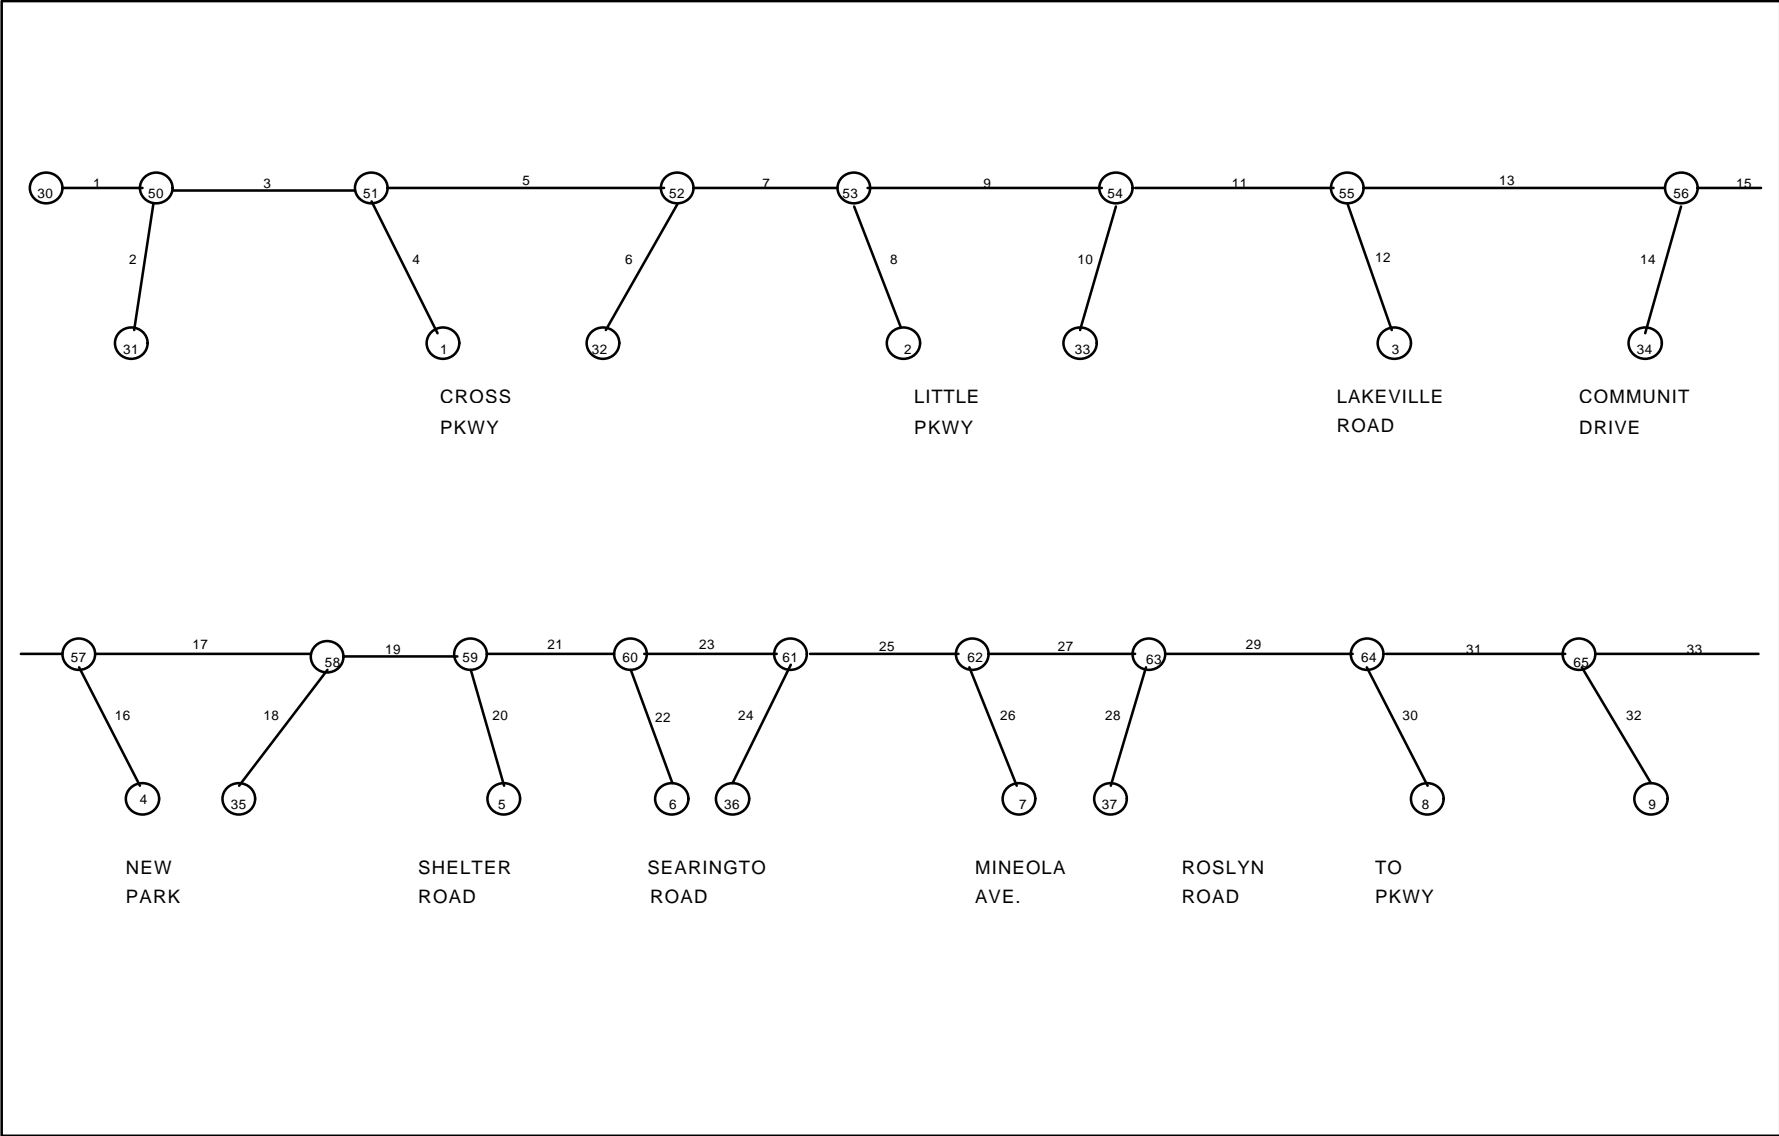 30 1 50 3 51 5 52 7 53 9 54 11 55 13 56 15
2 4 6 8 10 12 14
31 1 32 2 33 3 34
CROSS LITTLE LAKEVILLE COMMUNIT
PKWY PKWY ROAD DRIVE
57 17 58 19 59 21 60 23 61 25 62 27 63 29 64 31 65 33
16 18 20 22 24 26 28 30 32
4 35 5 6 36 7 37 8 9
NEW SHELTER SEARINGTO MINEOLA ROSLYN TO
PARK ROAD ROAD AVE. ROAD PKWY